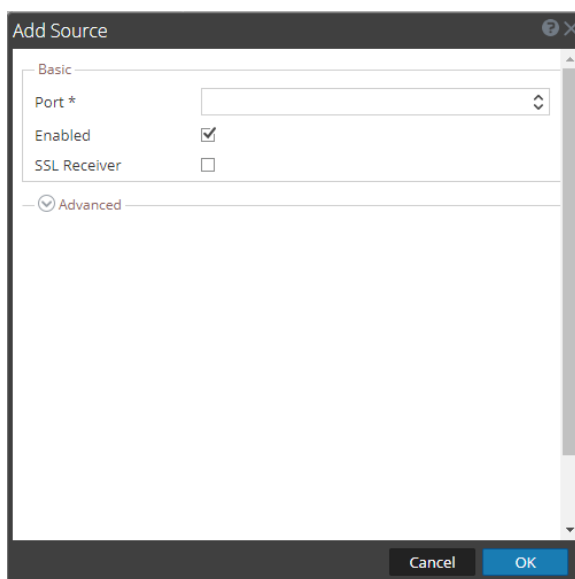 Add Source
Basic
Port *
Enabled
SSL Receiver
Advanced
Cancel OK